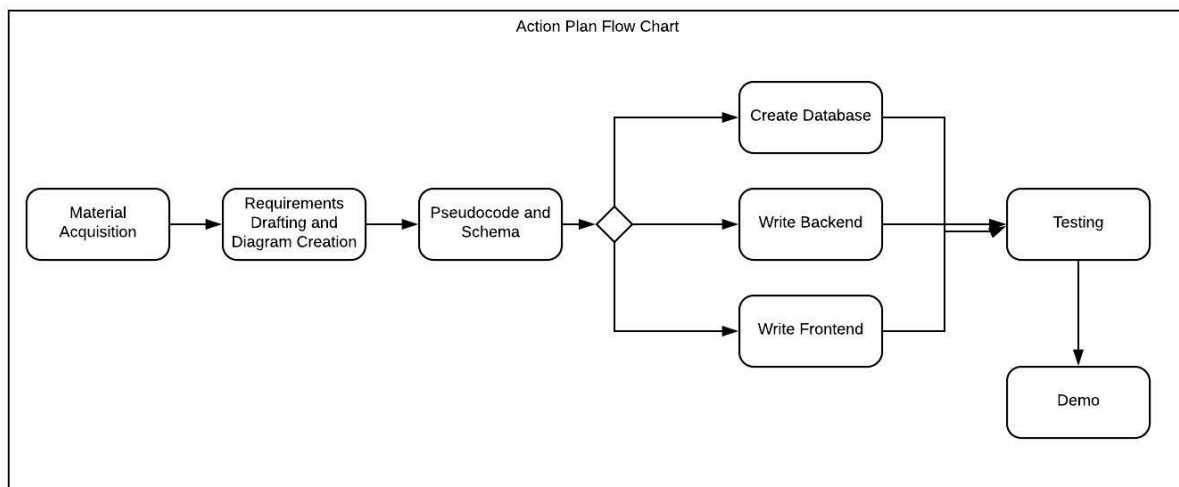 Action Plan Flow Chart
Material
Acquisition
Requirements
Drafting and
Diagram Creation
Pseudocode and
Schema
Create Database
Write Backend
Write Frontend
Testing
Demo